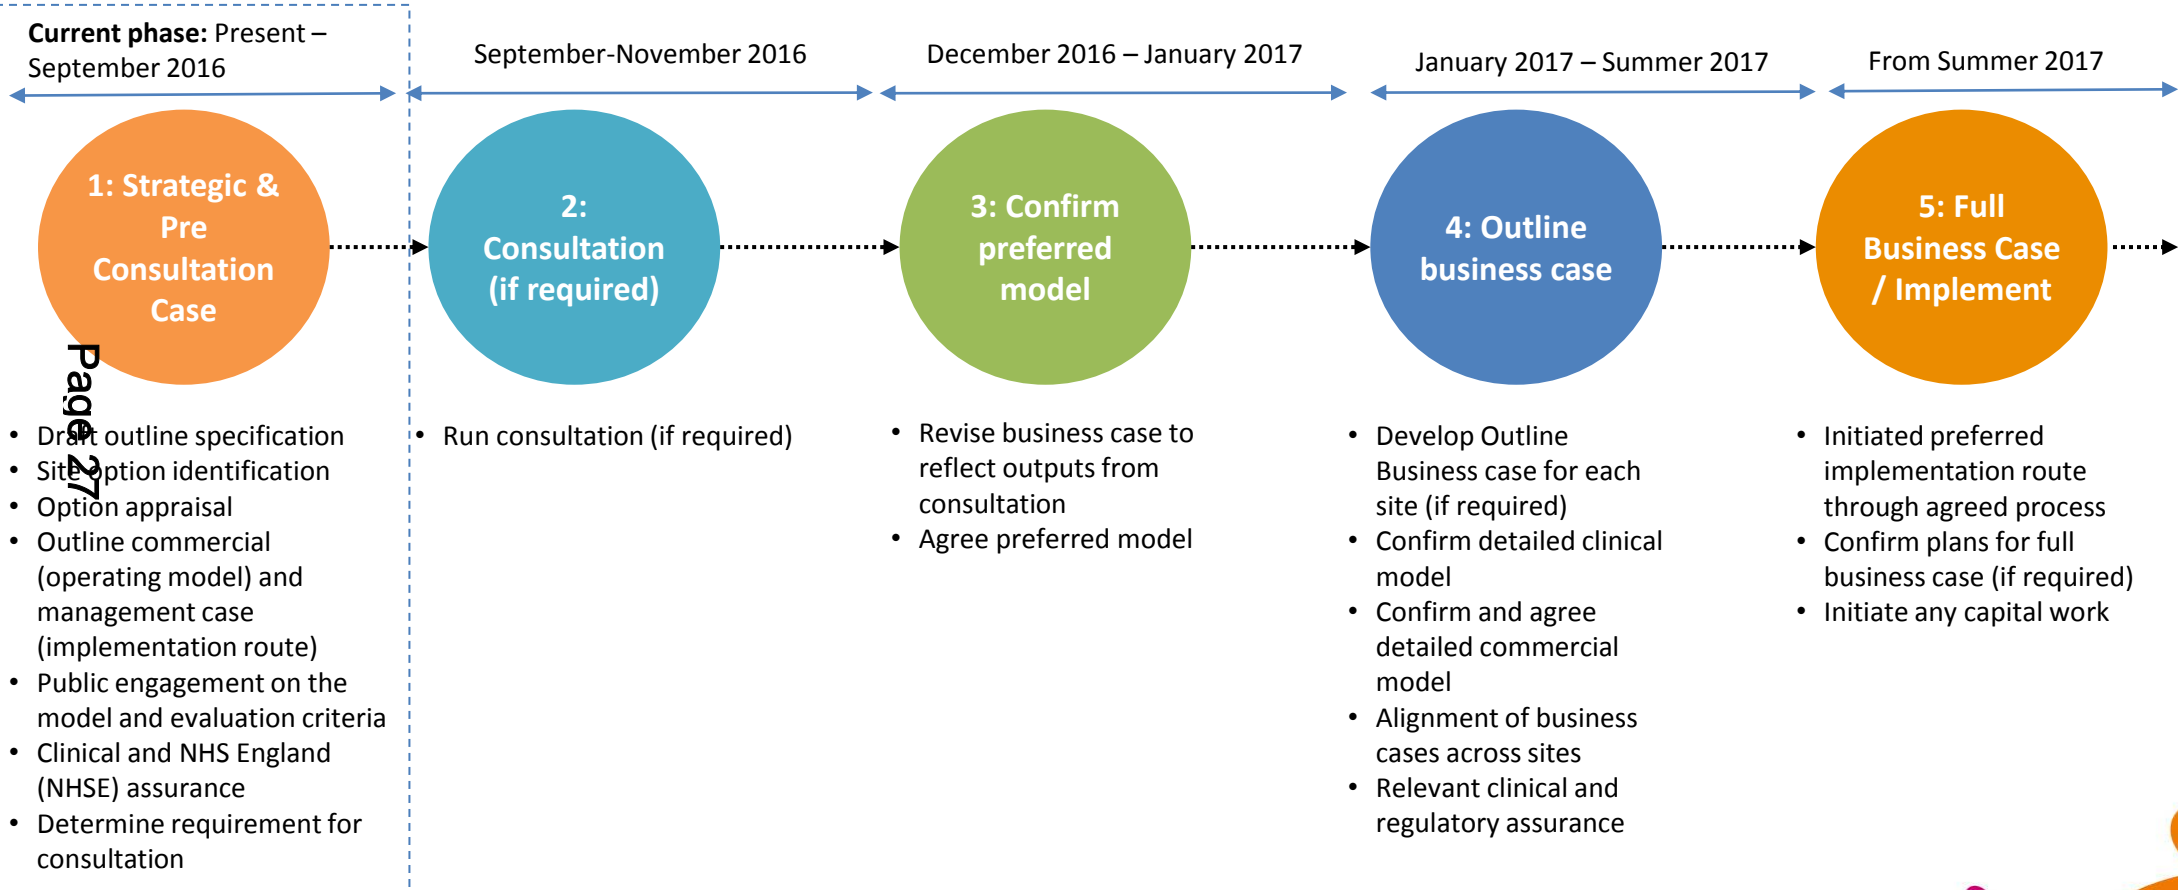 Current phase: Present –
September 2016
September-November 2016
December 2016 – January 2017
January 2017 – Summer 2017
From Summer 2017
1: Strategic &
Pre
Consultation
Case
2:
Consultation
(if required)
3: Confirm
preferred
model
4: Outline
business case
5: Full
Business Case
/ Implement
Page 27
• Draft outline specification
• Site option identification
• Option appraisal
• Outline commercial
(operating model) and
management case
(implementation route)
• Public engagement on the
model and evaluation criteria
• Clinical and NHS England
(NHSE) assurance
• Determine requirement for
consultation
• Run consultation (if required)
• Revise business case to
reflect outputs from
consultation
• Agree preferred model
• Develop Outline
Business case for each
site (if required)
• Confirm detailed clinical
model
• Confirm and agree
detailed commercial
model
• Alignment of business
cases across sites
• Relevant clinical and
regulatory assurance
• Initiated preferred
implementation route
through agreed process
• Confirm plans for full
business case (if required)
• Initiate any capital work